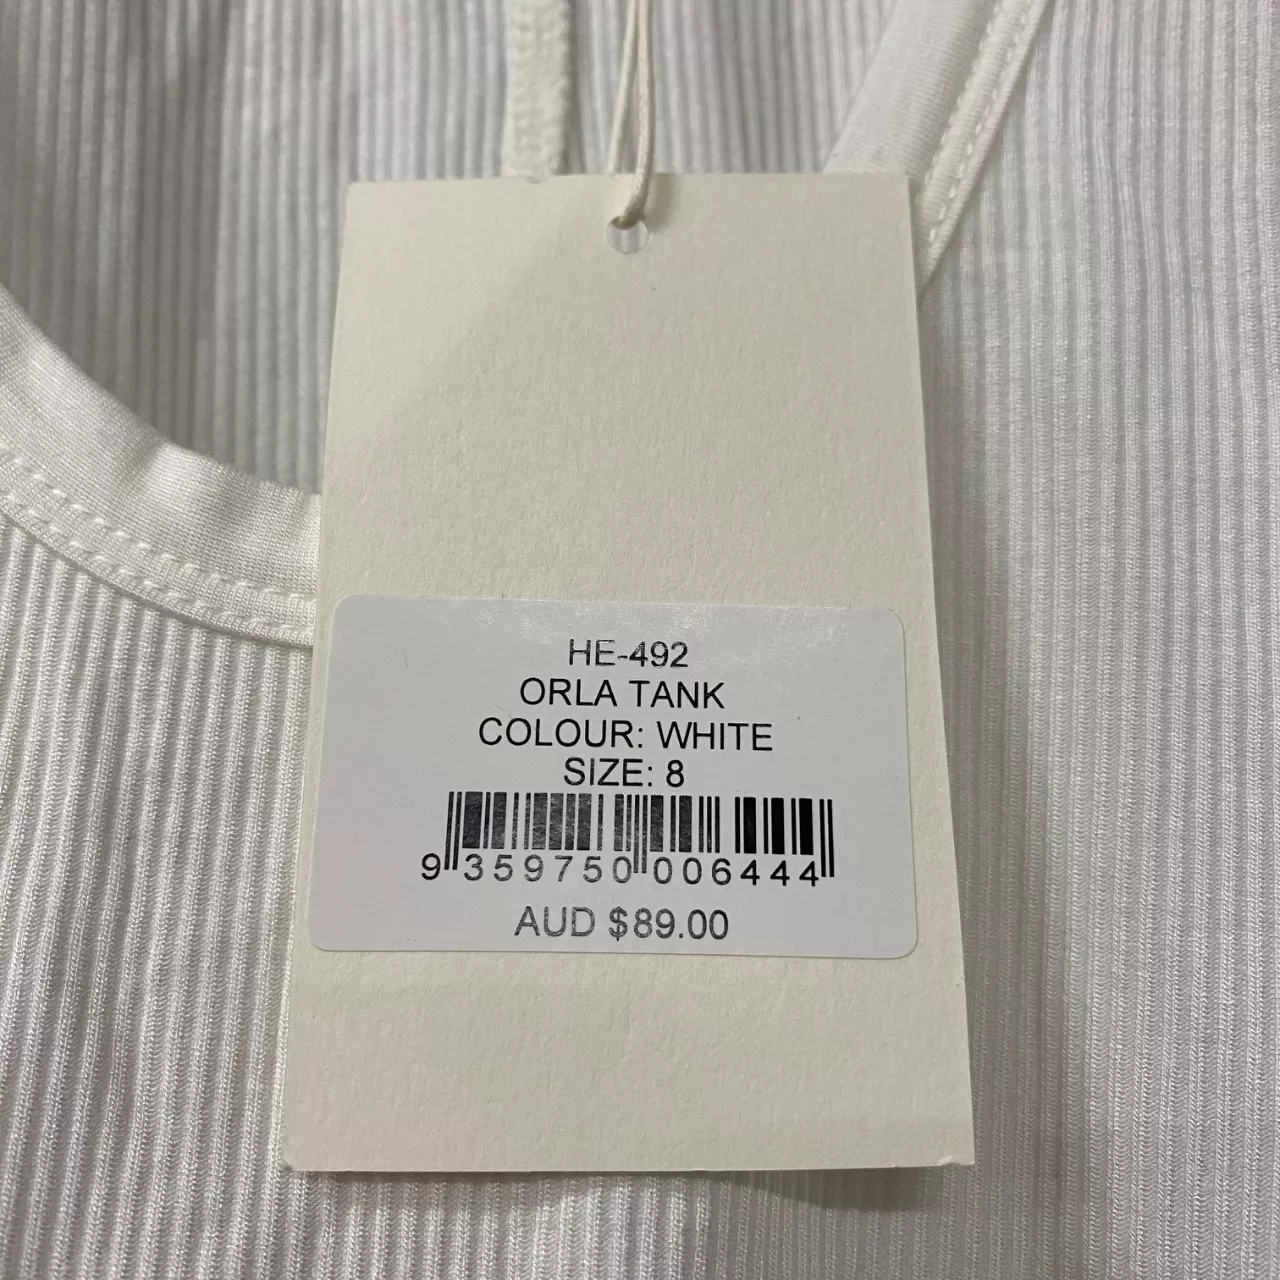 HE-492
ORLA TANK
COLOUR: WHITE
SIZE: 8
9 359750 006444
AUD $89.00